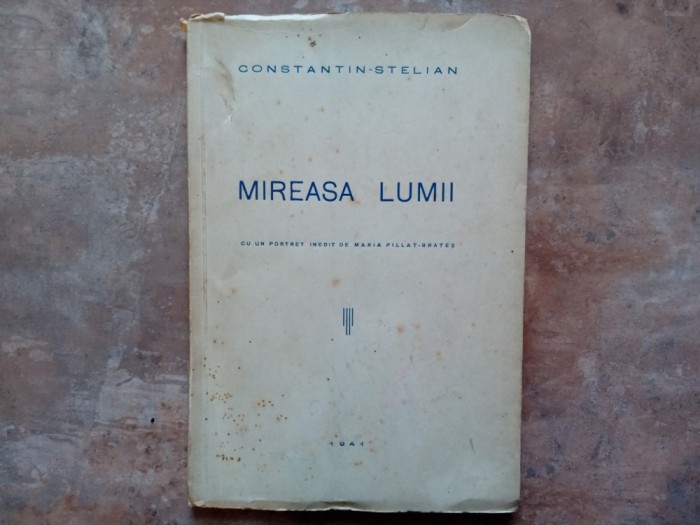 CONSTANTIN-STELIAN
MIREASA LUMII
CU UN PORTRET INEDIT DE MARIA PILLAT-BRATEȘ
1941